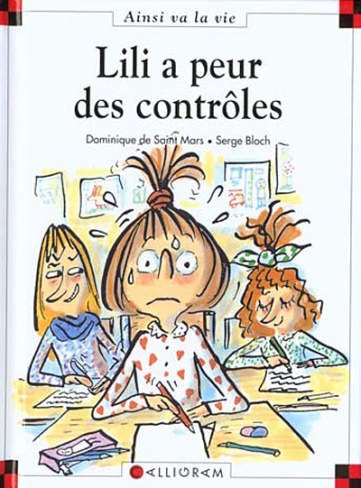 Ainsi va la vie
Lili a peur
des contrôles
Dominique de Saint Mars • Serge Bloch
CALLIGRAM